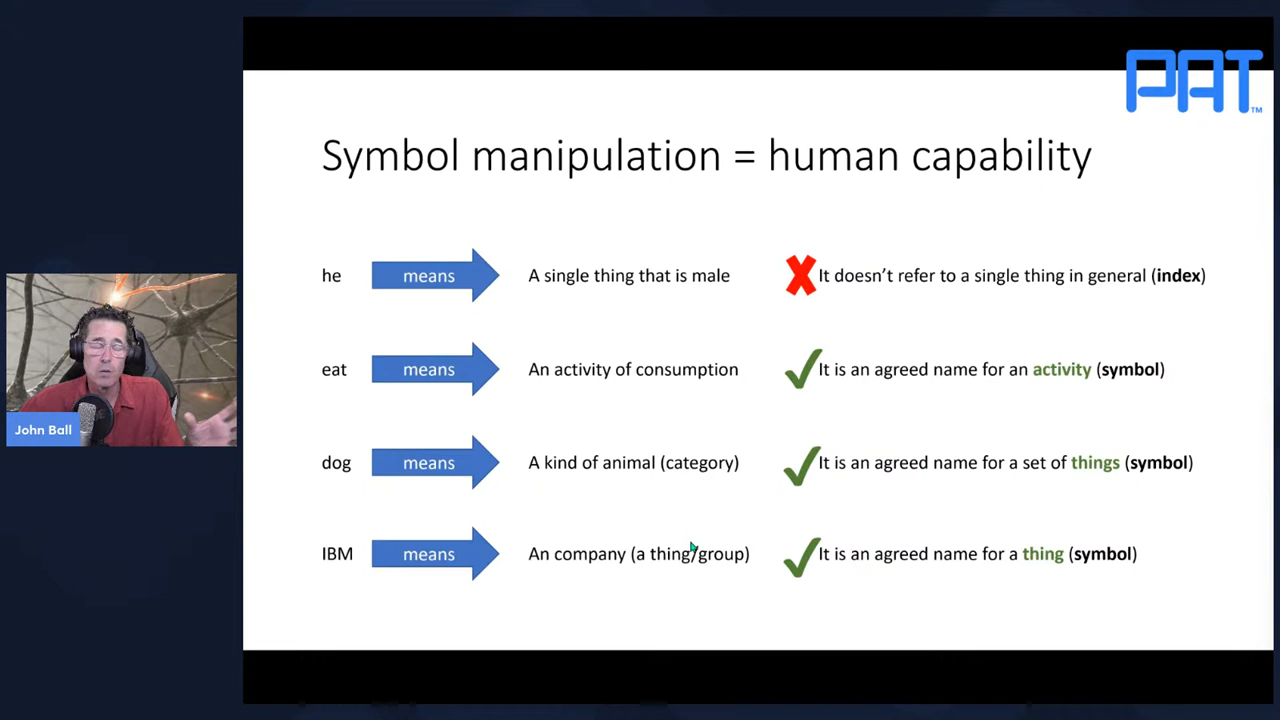 PAT™
Symbol manipulation = human capability
he means A single thing that is male It doesn't refer to a single thing in general (index)
eat means An activity of consumption It is an agreed name for an activity (symbol)
dog means A kind of animal (category) It is an agreed name for a set of things (symbol)
IBM means An company (a thing/group) It is an agreed name for a thing (symbol)
John Ball